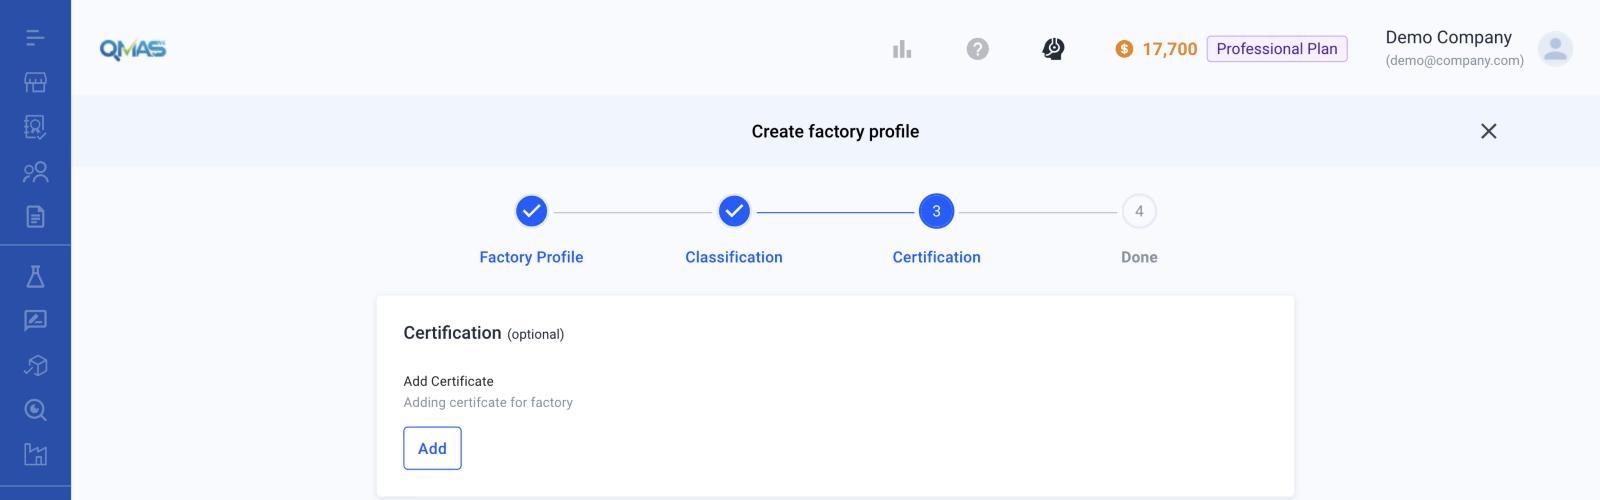 QMAS
17,700
Professional Plan
Demo Company
(demo@company.com)
Create factory profile
3
4
Factory Profile
Classification
Certification
Done
Certification (optional)
Add Certificate
Adding certifcate for factory
Add